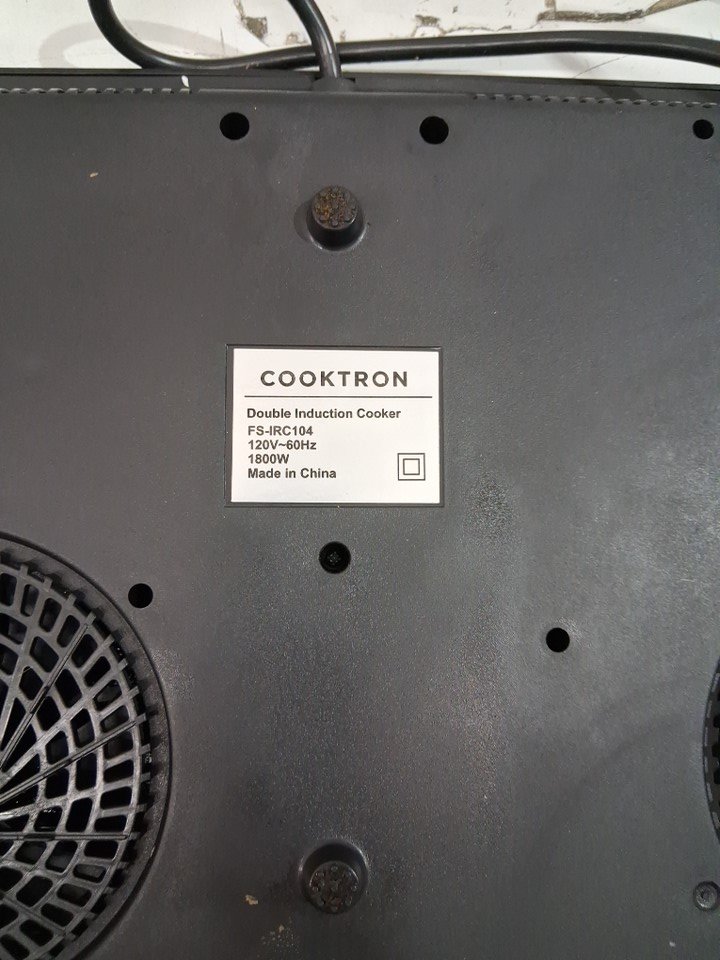 COOKTRON
Double Induction Cooker
FS-IRC104
120V~60Hz
1800W
Made in China